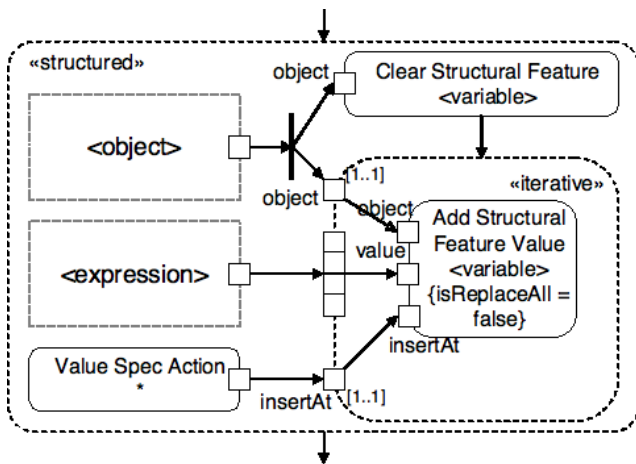 «structured»
object
Clear Structural Feature
<variable>
<object>
[1..1]
«iterative»
object
object
Add Structural
Feature Value
<variable>
{isReplaceAll =
false}
value
<expression>
insertAt
Value Spec Action
*
insertAt
[1..1]